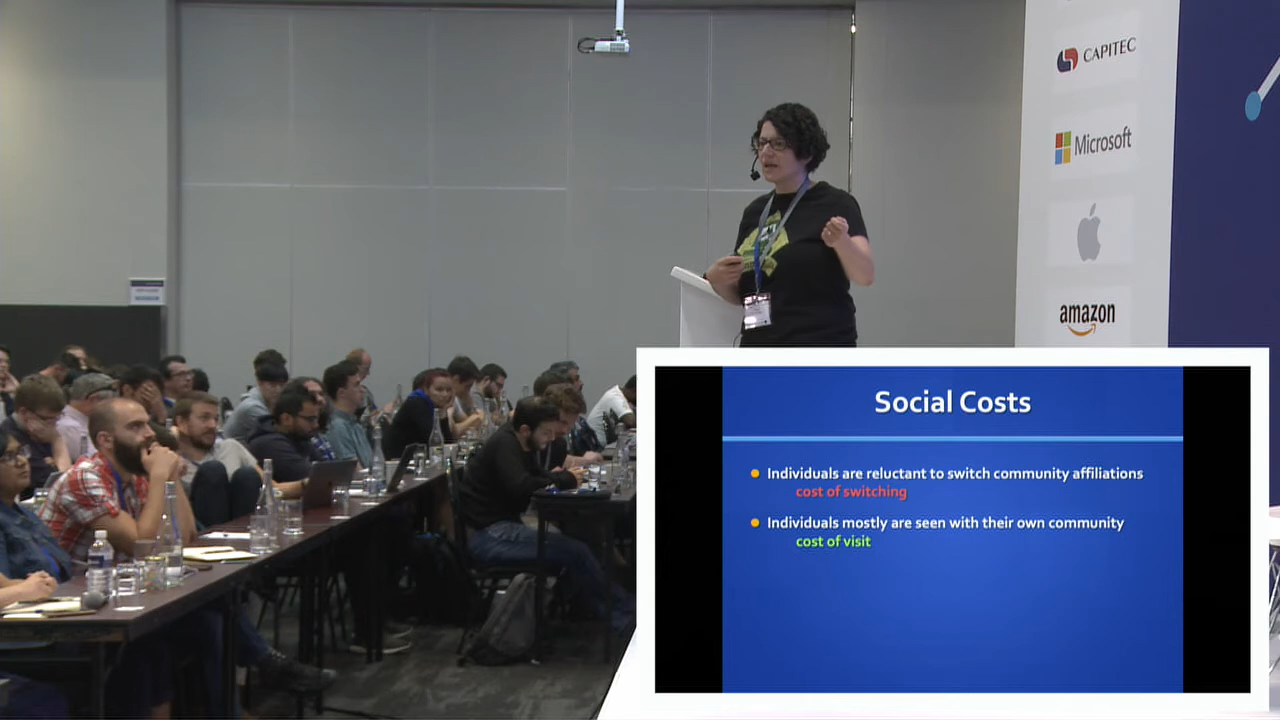 CAPITEC
Microsoft
amazon
Social Costs
Individuals are reluctant to switch community affiliations
cost of switching
Individuals mostly are seen with their own community
cost of visit